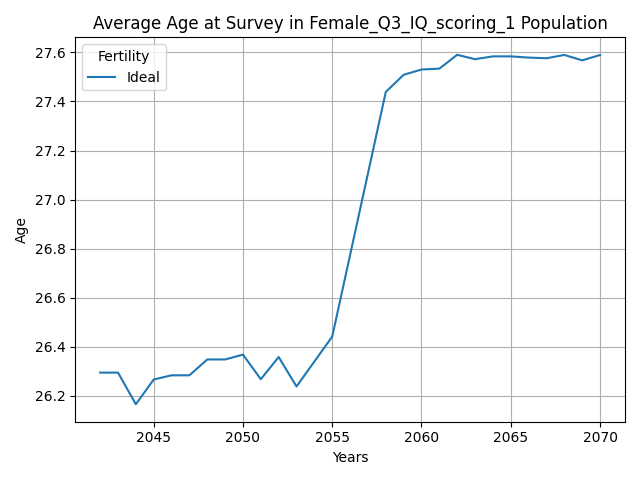 Average Age at Survey in Female_Q3_IQ_scoring_1 Population
27.6
27.4
27.2
27.0
26.8
26.6
26.4
26.2
Age
Fertility
Ideal
2045 2050 2055 2060 2065 2070
Years